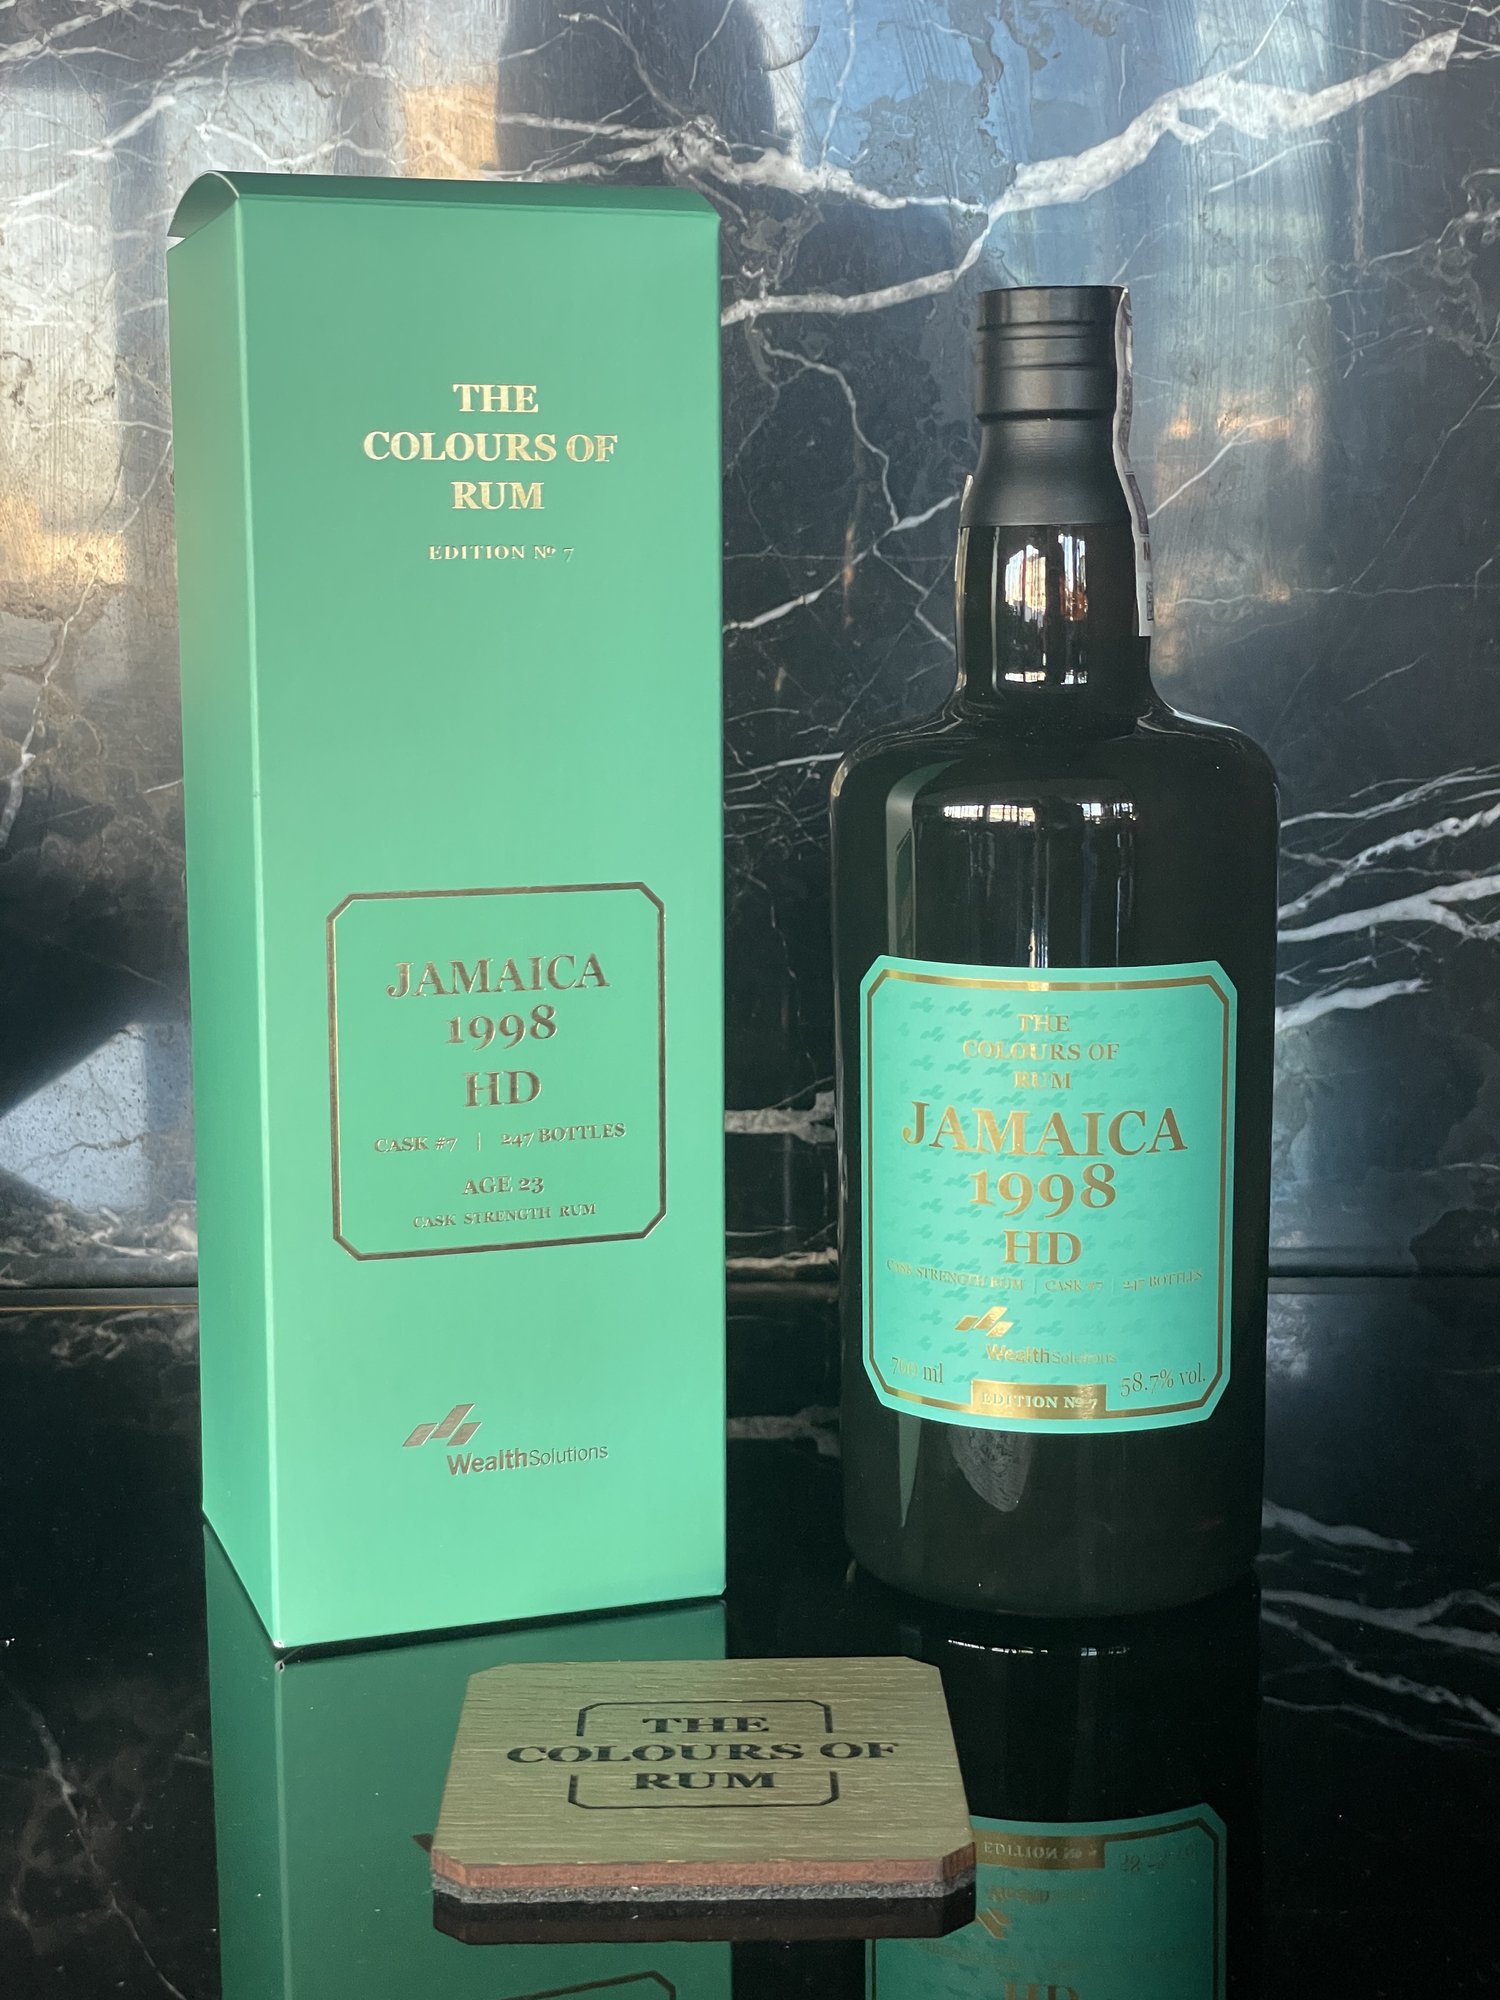 THE
COLOURS OF
RUM
EDITION Nº 7
JAMAICA
1998
HD
CASK #7 | 247 BOTTLES
AGE 23
CASK STRENGTH RUM
WealthSolutions
THE
COLOURS OF
RUM
JAMAICA
1998
HD
CASK STRENGTH RUM | CASK #7 | 247 BOTTLES
WealthSolutions
700 ml
58.7% vol.
EDITION Nº 7
THE
COLOURS OF
RUM